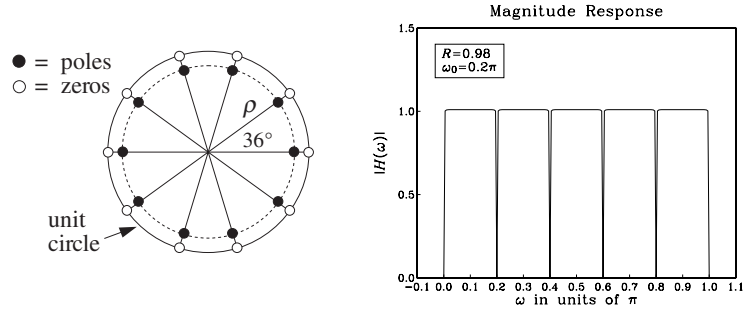 ● = poles
○ = zeros
ρ
36°
unit
circle
Magnitude Response
R=0.98
ω₀=0.2π
|H(ω)|
1.5
1.0
0.5
0.0
-0.1 0.0 0.1 0.2 0.3 0.4 0.5 0.6 0.7 0.8 0.9 1.0 1.1
ω in units of π